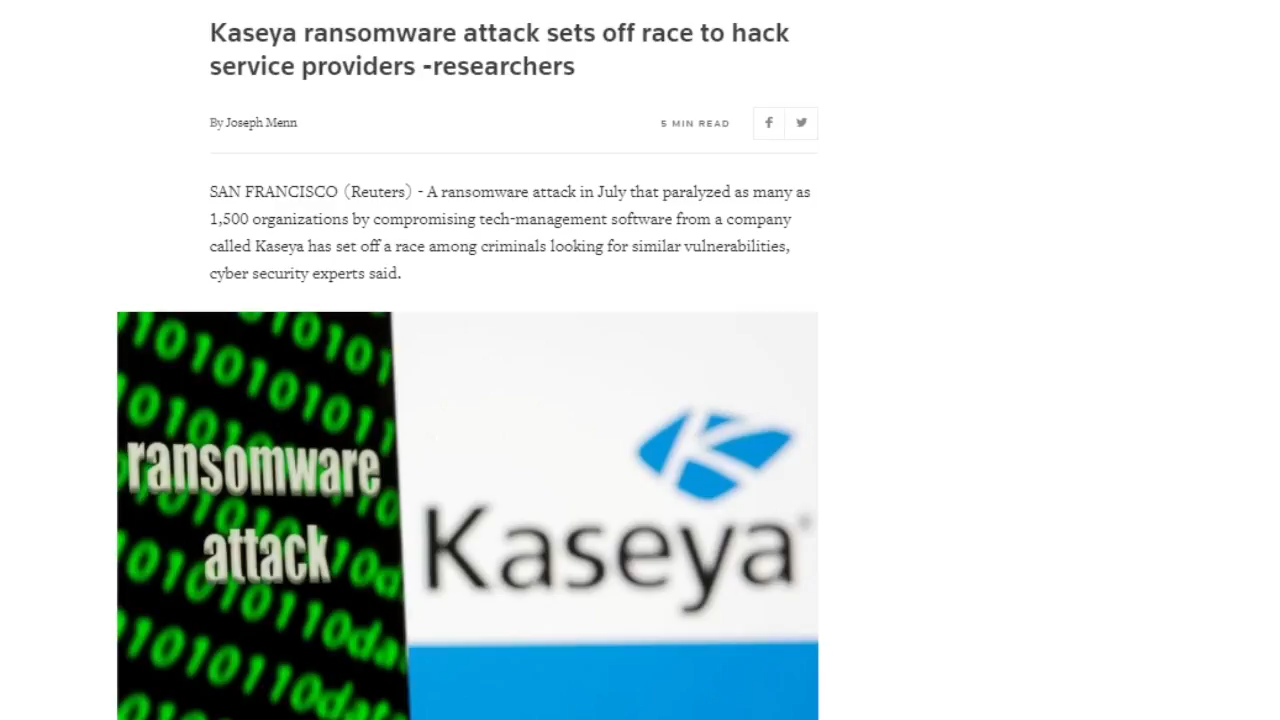 Kaseya ransomware attack sets off race to hack
service providers -researchers
By Joseph Menn
5 MIN READ
SAN FRANCISCO (Reuters) - A ransomware attack in July that paralyzed as many as
1,500 organizations by compromising tech-management software from a company
called Kaseya has set off a race among criminals looking for similar vulnerabilities,
cyber security experts said.
ransomware
attack
Kaseya